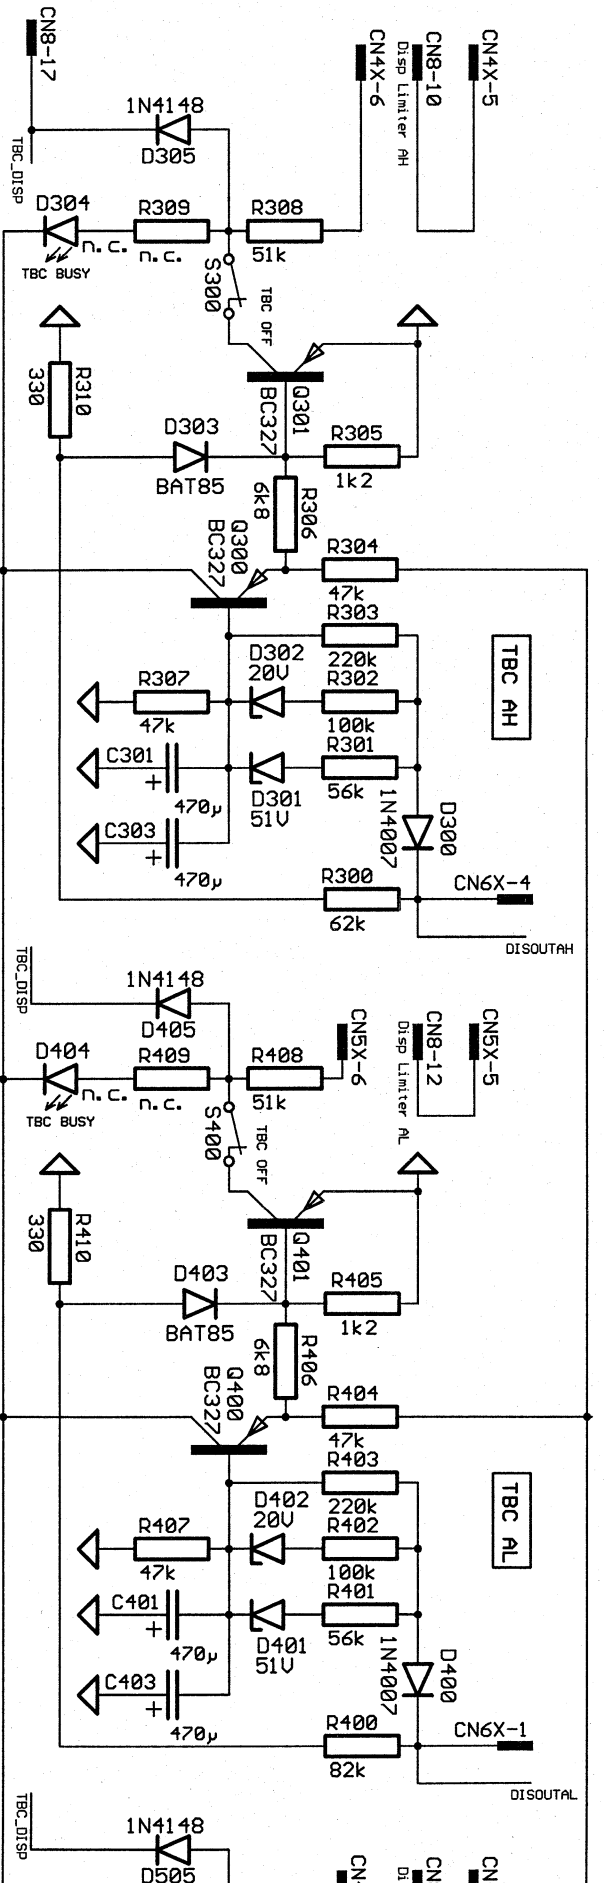 CN8-17
CN4X-6
CN8-10
Disp Limiter AH
CN4X-5
1N4148
D305
TBC_DISP
D304
n.c.
TBC BUSY
R309
n.c.
R308
51k
S300
TBC OFF
R310
330
Q301
BC327
D303
BAT85
R305
1k2
R306
6k8
Q300
BC327
R304
47k
R303
220k
TBC AH
D302
20V
R302
100k
R307
47k
R301
56k
C301
+
470µ
D301
51V
1N4007
D300
C303
+
470µ
R300
62k
CN6X-4
DISOUTAH
TBC_DISP
1N4148
D405
CN5X-6
CN8-12
Disp Limiter AL
CN5X-5
D404
n.c.
TBC BUSY
R409
n.c.
R408
51k
S400
TBC OFF
R410
330
Q401
BC327
D403
BAT85
R405
1k2
R406
6k8
Q400
BC327
R404
47k
R403
220k
TBC AL
D402
20V
R402
100k
R407
47k
R401
56k
C401
+
470µ
D401
51V
1N4007
D400
C403
+
470µ
R400
82k
CN6X-1
DISOUTAL
TBC_DISP
1N4148
D505
CN
Di
CN
CN